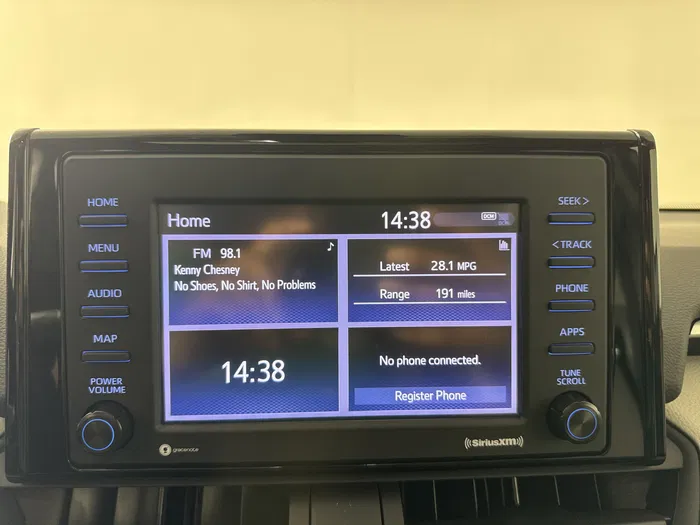 HOME
MENU
AUDIO
MAP
POWER
VOLUME
Home 14:38 DCM
FM 98.1
Kenny Chesney
No Shoes, No Shirt, No Problems
Latest 28.1 MPG
Range 191 miles
14:38
No phone connected.
Register Phone
SEEK >
< TRACK
PHONE
APPS
TUNE
SCROLL
gracenote
SiriusXM